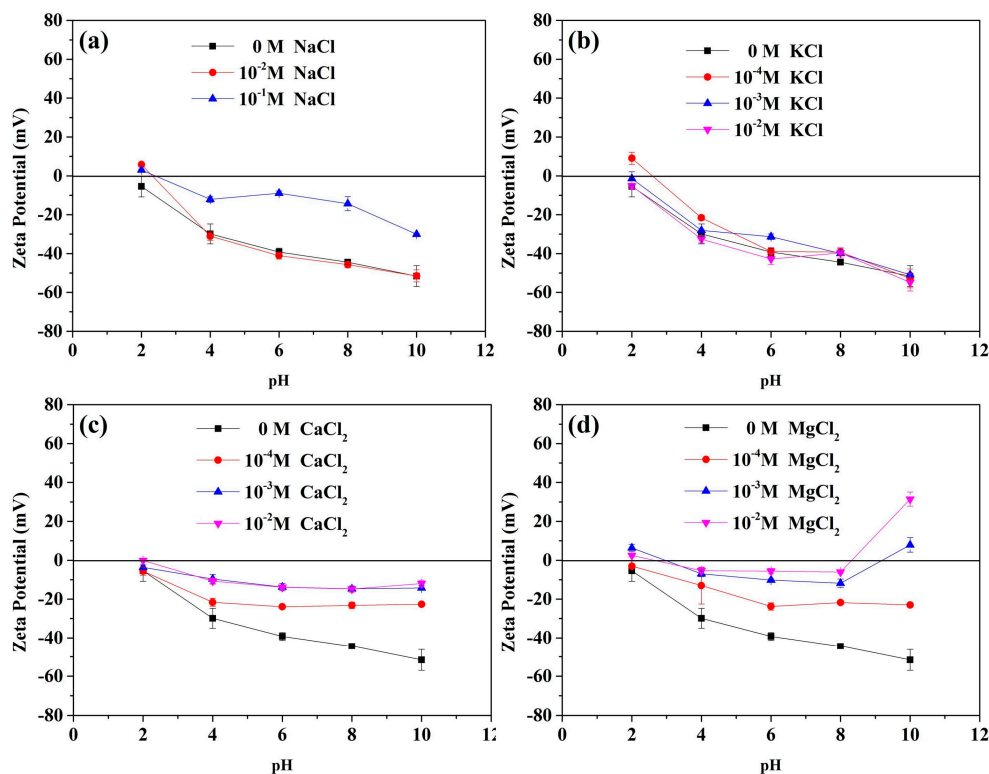 (a)
0 M NaCl
10⁻²M NaCl
10⁻¹M NaCl
Zeta Potential (mV)
80
60
40
20
0
-20
-40
-60
-80
0 2 4 6 8 10 12
pH
(b)
0 M KCl
10⁻⁴M KCl
10⁻³M KCl
10⁻²M KCl
Zeta Potential (mV)
80
60
40
20
0
-20
-40
-60
-80
0 2 4 6 8 10 12
pH
(c)
0 M CaCl₂
10⁻⁴M CaCl₂
10⁻³M CaCl₂
10⁻²M CaCl₂
Zeta Potential (mV)
80
60
40
20
0
-20
-40
-60
-80
0 2 4 6 8 10 12
pH
(d)
0 M MgCl₂
10⁻⁴M MgCl₂
10⁻³M MgCl₂
10⁻²M MgCl₂
Zeta Potential (mV)
80
60
40
20
0
-20
-40
-60
-80
0 2 4 6 8 10 12
pH